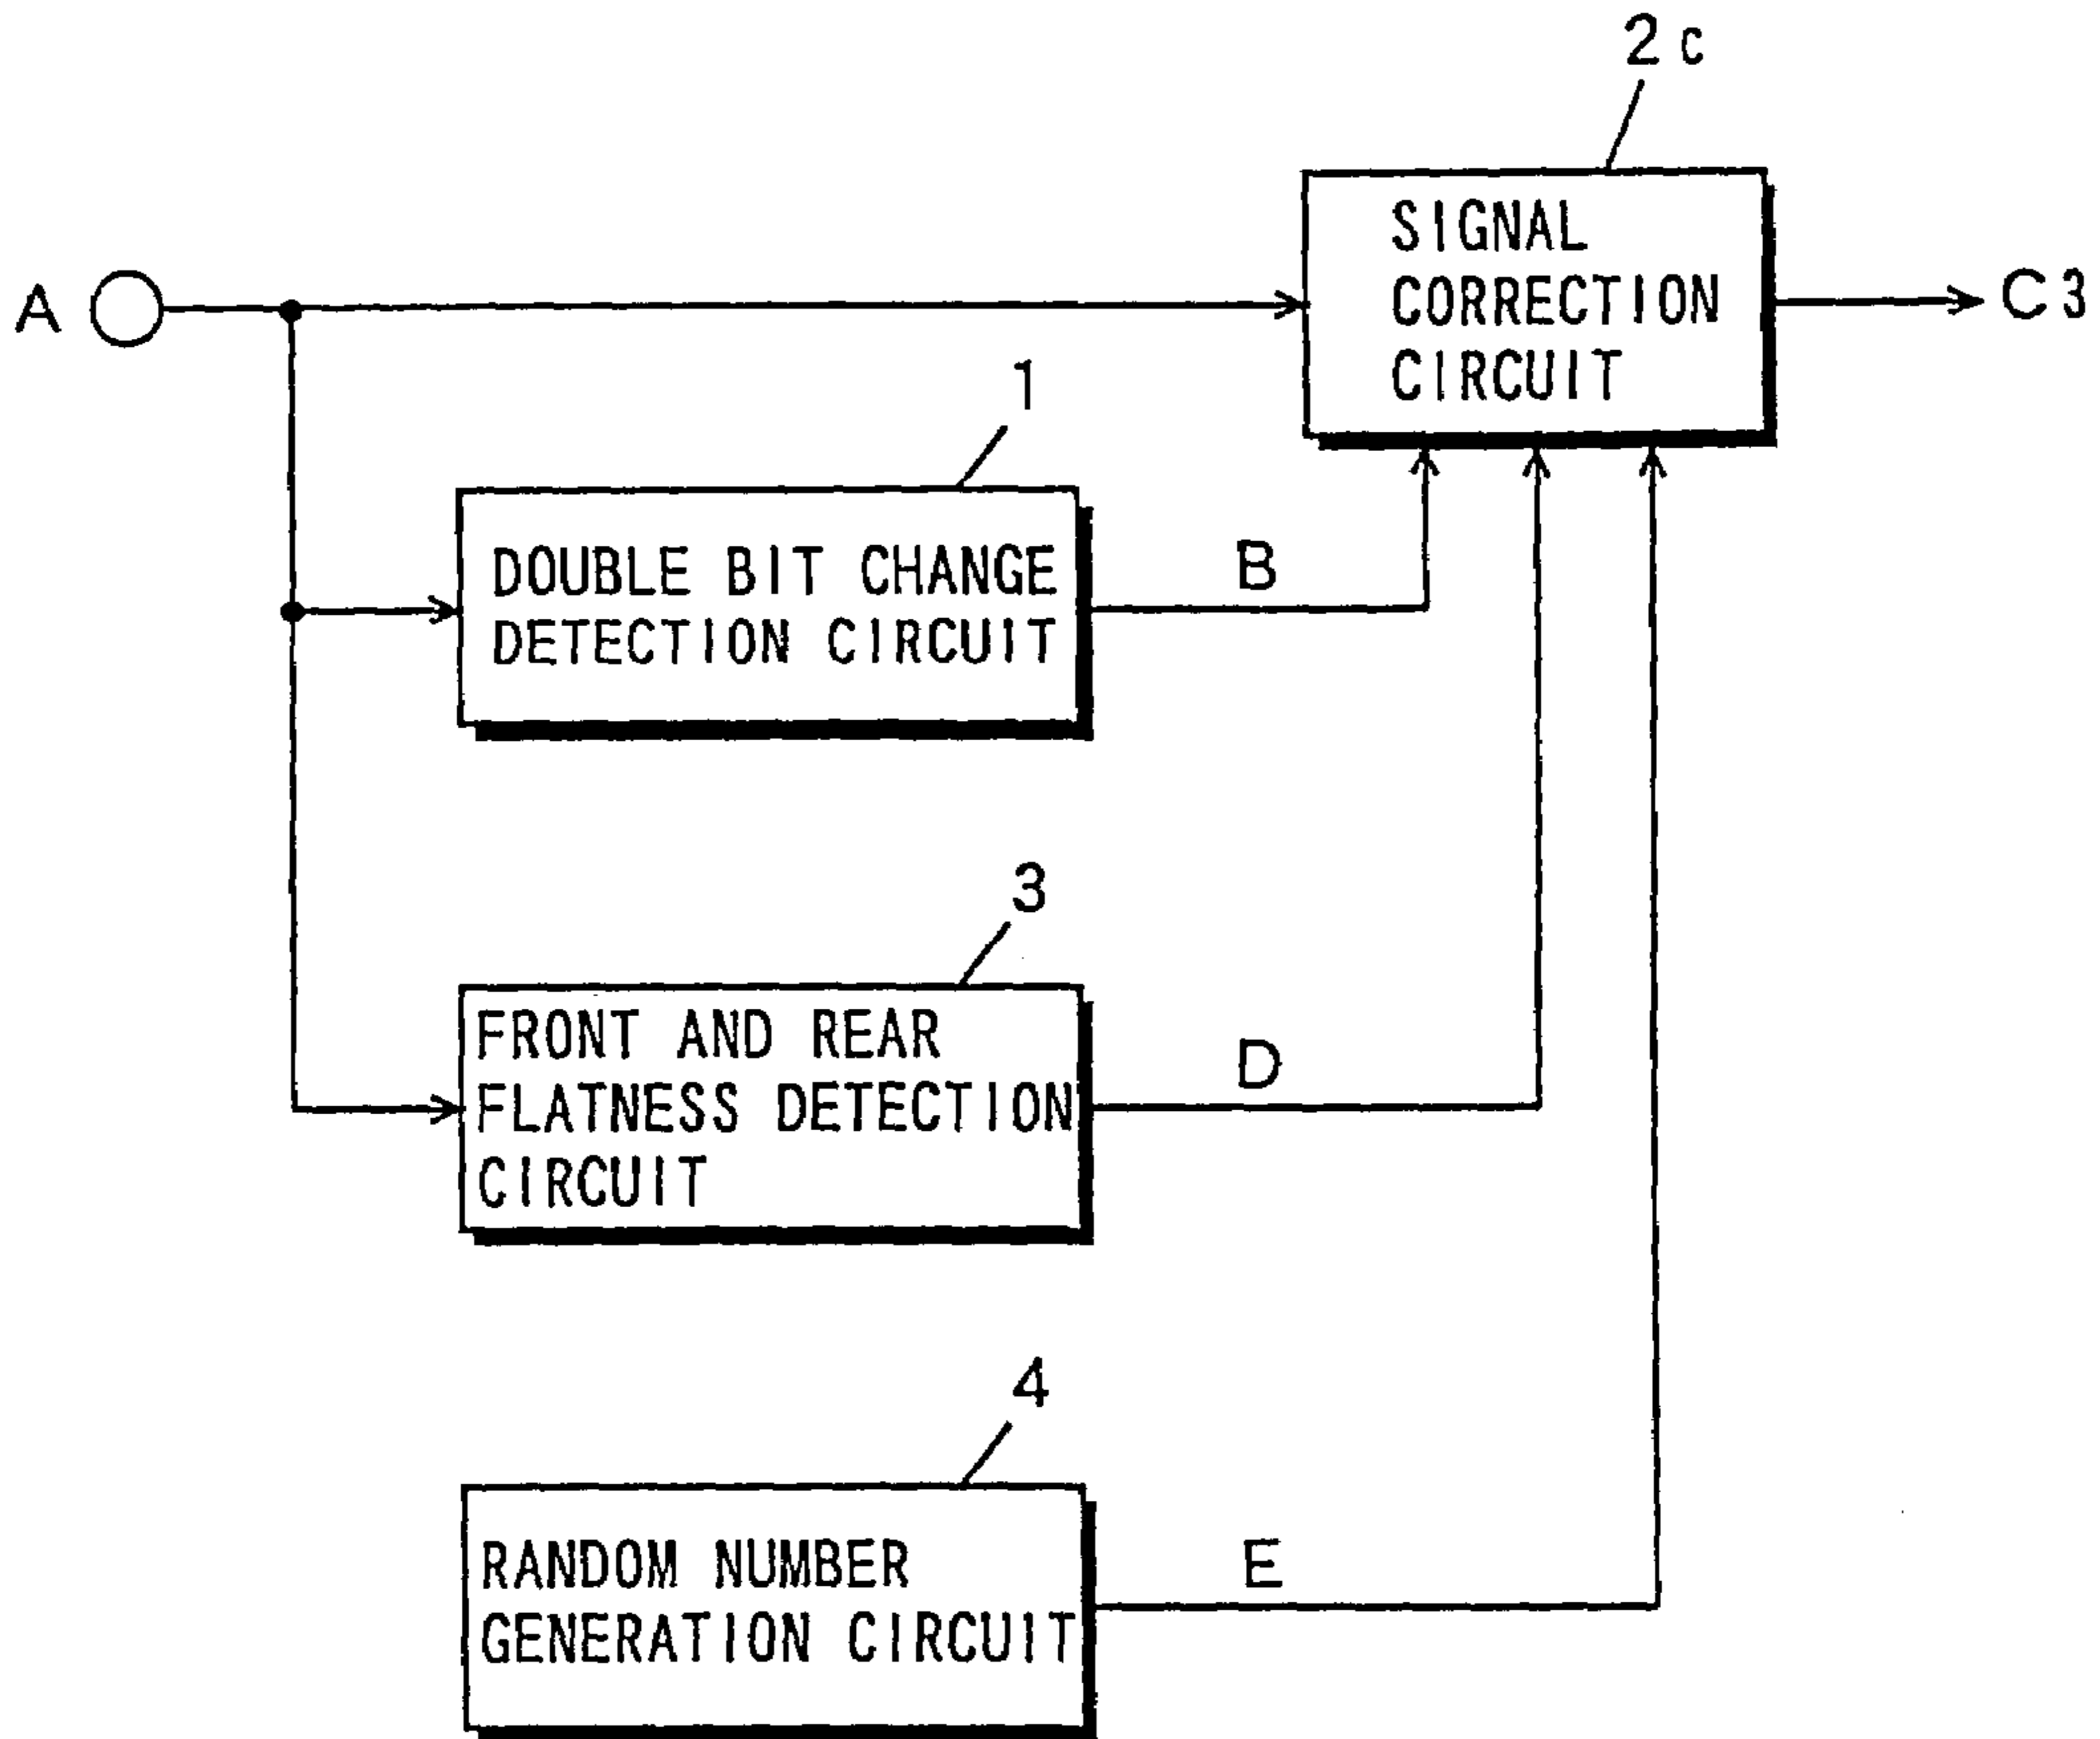 2c
SIGNAL
CORRECTION
CIRCUIT
A
C3
1
DOUBLE BIT CHANGE
DETECTION CIRCUIT
B
3
FRONT AND REAR
FLATNESS DETECTION
CIRCUIT
D
4
RANDOM NUMBER
GENERATION CIRCUIT
E